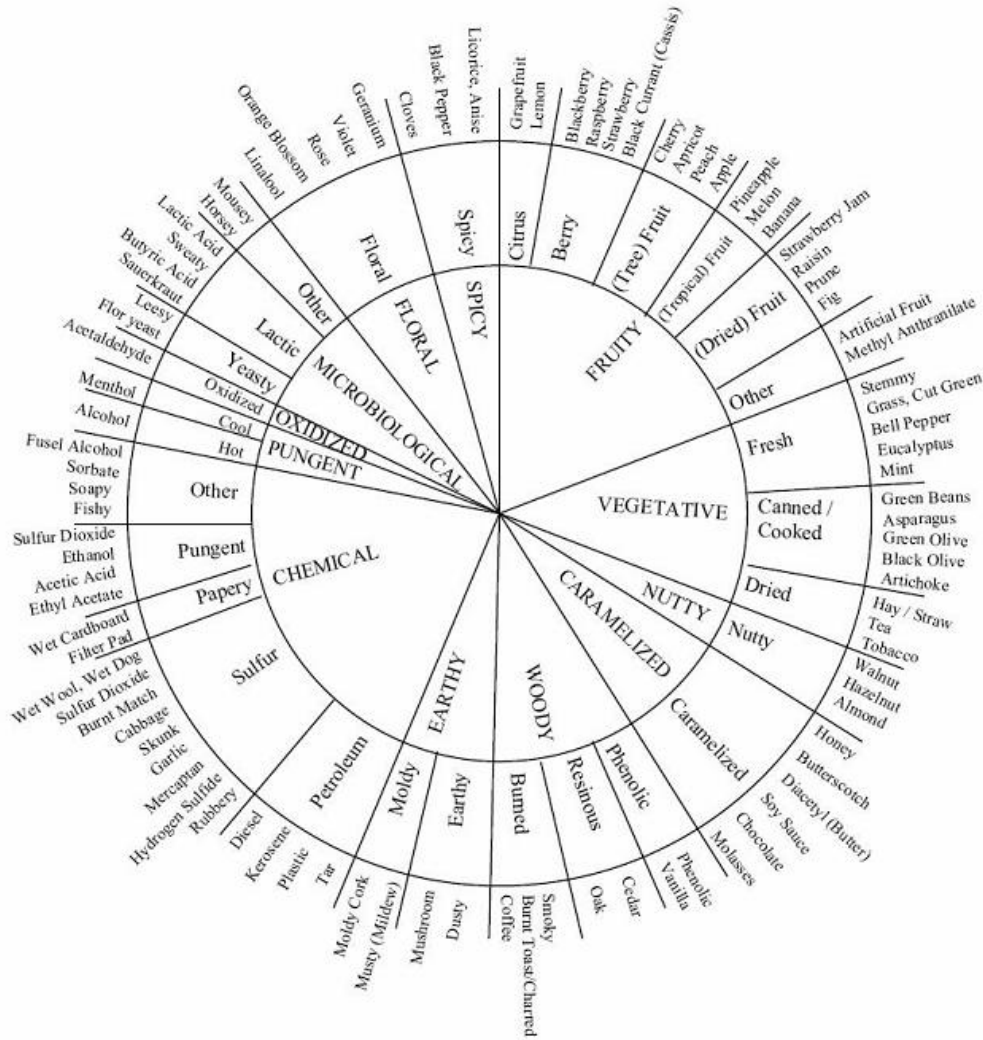 Licorice, Anise
Black Pepper
Cloves
Spicy
SPICY
Grapefruit
Lemon
Citrus
Blackberry
Raspberry
Strawberry
Black Currant (Cassis)
Berry
Cherry
Apricot
Peach
Apple
(Tree) Fruit
Pineapple
Melon
Banana
(Tropical) Fruit
Strawberry Jam
Raisin
Prune
Fig
(Dried) Fruit
Artificial Fruit
Methyl Anthranilate
Other
FRUITY
Stemmy
Grass, Cut Green
Bell Pepper
Eucalyptus
Mint
Fresh
Green Beans
Asparagus
Green Olive
Black Olive
Artichoke
Canned /
Cooked
Hay / Straw
Tea
Tobacco
Dried
VEGETATIVE
Walnut
Hazelnut
Almond
Nutty
NUTTY
Honey
Butterscotch
Diacetyl (Butter)
Soy Sauce
Chocolate
Molasses
Caramelized
CARAMELIZED
Phenolic
Vanilla
Phenolic
Cedar
Oak
Resinous
Smoky
Burnt Toast/Charred
Coffee
Burned
WOODY
Dusty
Mushroom
Earthy
Musty (Mildew)
Moldy Cork
Moldy
EARTHY
Tar
Plastic
Kerosene
Diesel
Petroleum
Rubbery
Hydrogen Sulfide
Mercaptan
Garlic
Skunk
Cabbage
Burnt Match
Sulfur Dioxide
Wet Wool, Wet Dog
Sulfur
Filter Pad
Wet Cardboard
Papery
Ethyl Acetate
Acetic Acid
Ethanol
Sulfur Dioxide
Pungent
Fishy
Soapy
Sorbate
Fusel Alcohol
Other
CHEMICAL
Alcohol
Hot
Menthol
Cool
PUNGENT
Acetaldehyde
Oxidized
OXIDIZED
Flor yeast
Leesy
Yeasty
Sauerkraut
Butyric Acid
Sweaty
Lactic Acid
Lactic
Horsey
Mousey
Other
MICROBIOLOGICAL
Linalool
Orange Blossom
Rose
Violet
Geranium
Floral
FLORAL